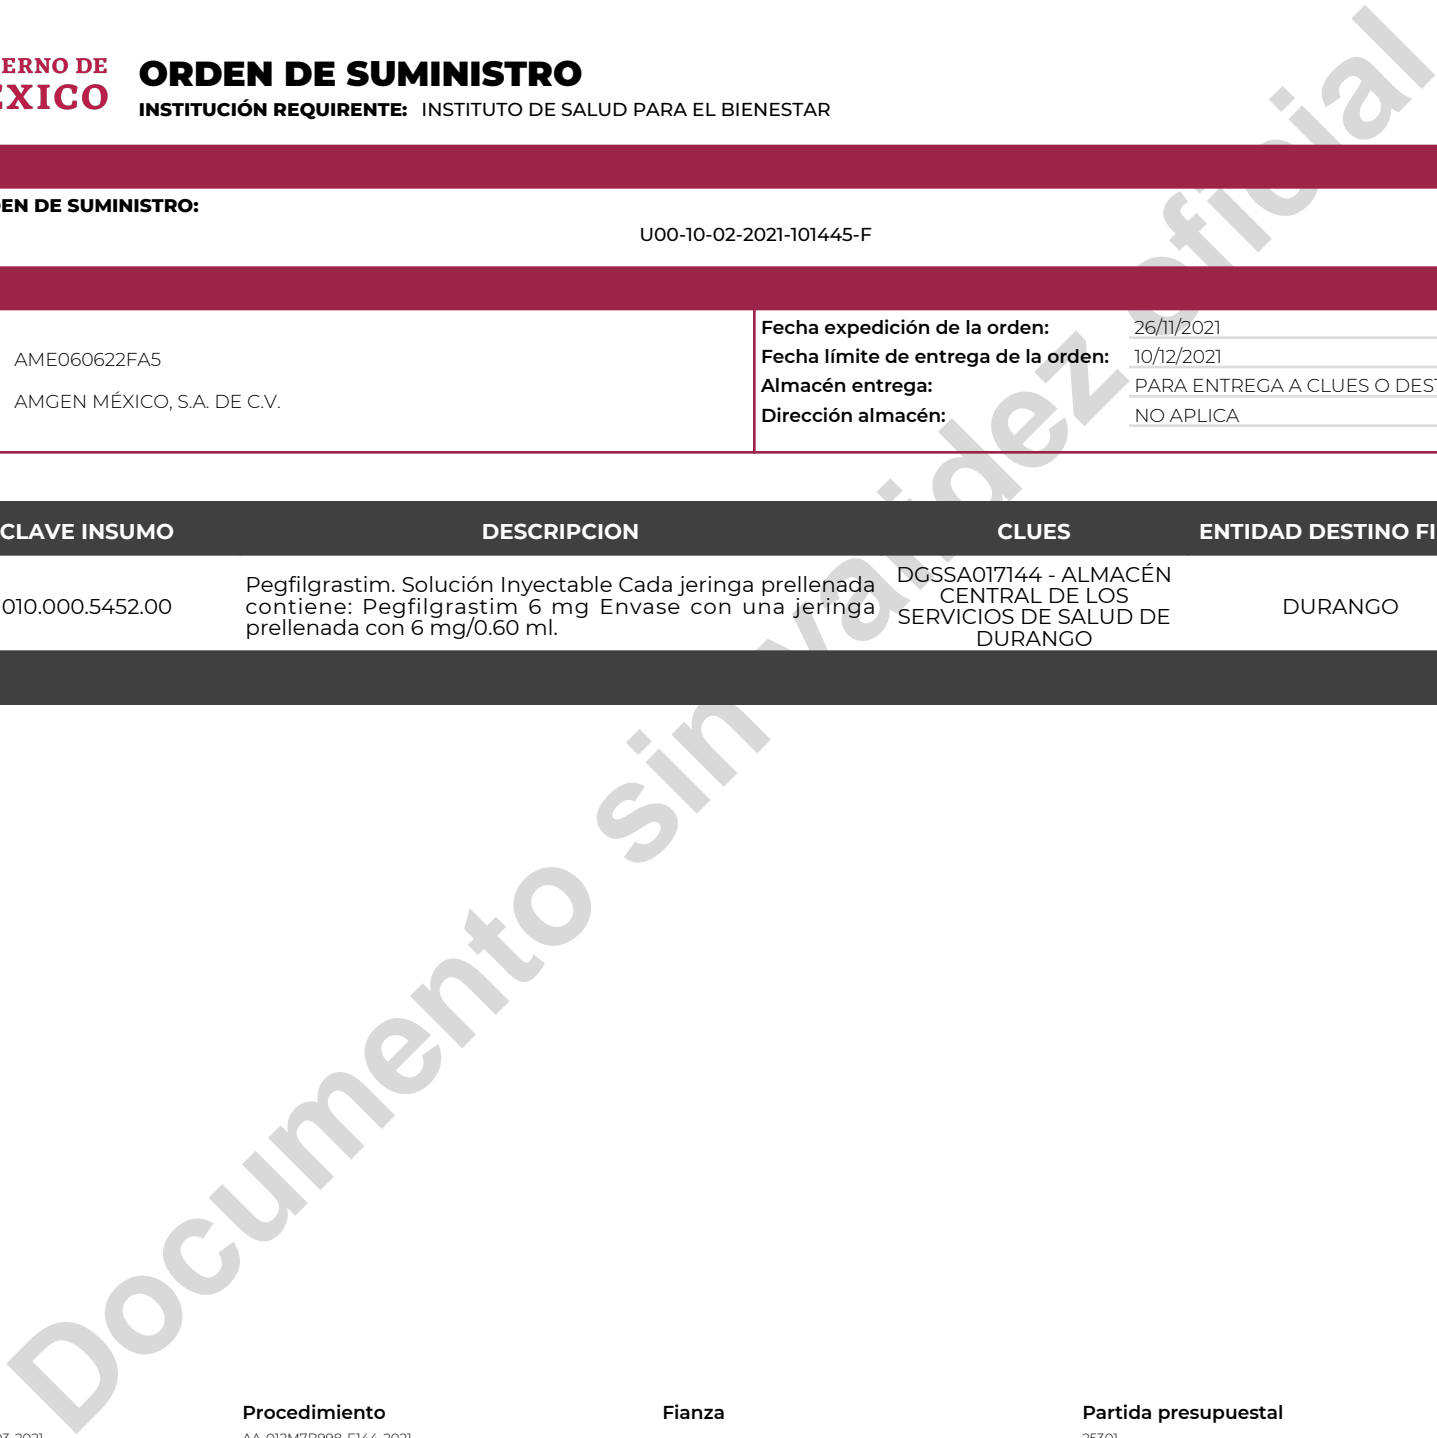 ERNO DE
ÉXICO
ORDEN DE SUMINISTRO
INSTITUCIÓN REQUIRENTE: INSTITUTO DE SALUD PARA EL BIENESTAR
EN DE SUMINISTRO:
U00-10-02-2021-101445-F
AME060622FA5
AMGEN MÉXICO, S.A. DE C.V.
Fecha expedición de la orden: 26/11/2021
Fecha límite de entrega de la orden: 10/12/2021
Almacén entrega: PARA ENTREGA A CLUES O DEST
Dirección almacén: NO APLICA
CLAVE INSUMO DESCRIPCION CLUES ENTIDAD DESTINO FI
010.000.5452.00
Pegfilgrastim. Solución Inyectable Cada jeringa prellenada
contiene: Pegfilgrastim 6 mg Envase con una jeringa
prellenada con 6 mg/0.60 ml.
DGSSA017144 - ALMACÉN
CENTRAL DE LOS
SERVICIOS DE SALUD DE
DURANGO
DURANGO
Documento sin validez oficial
Procedimiento Fianza Partida presupuestal